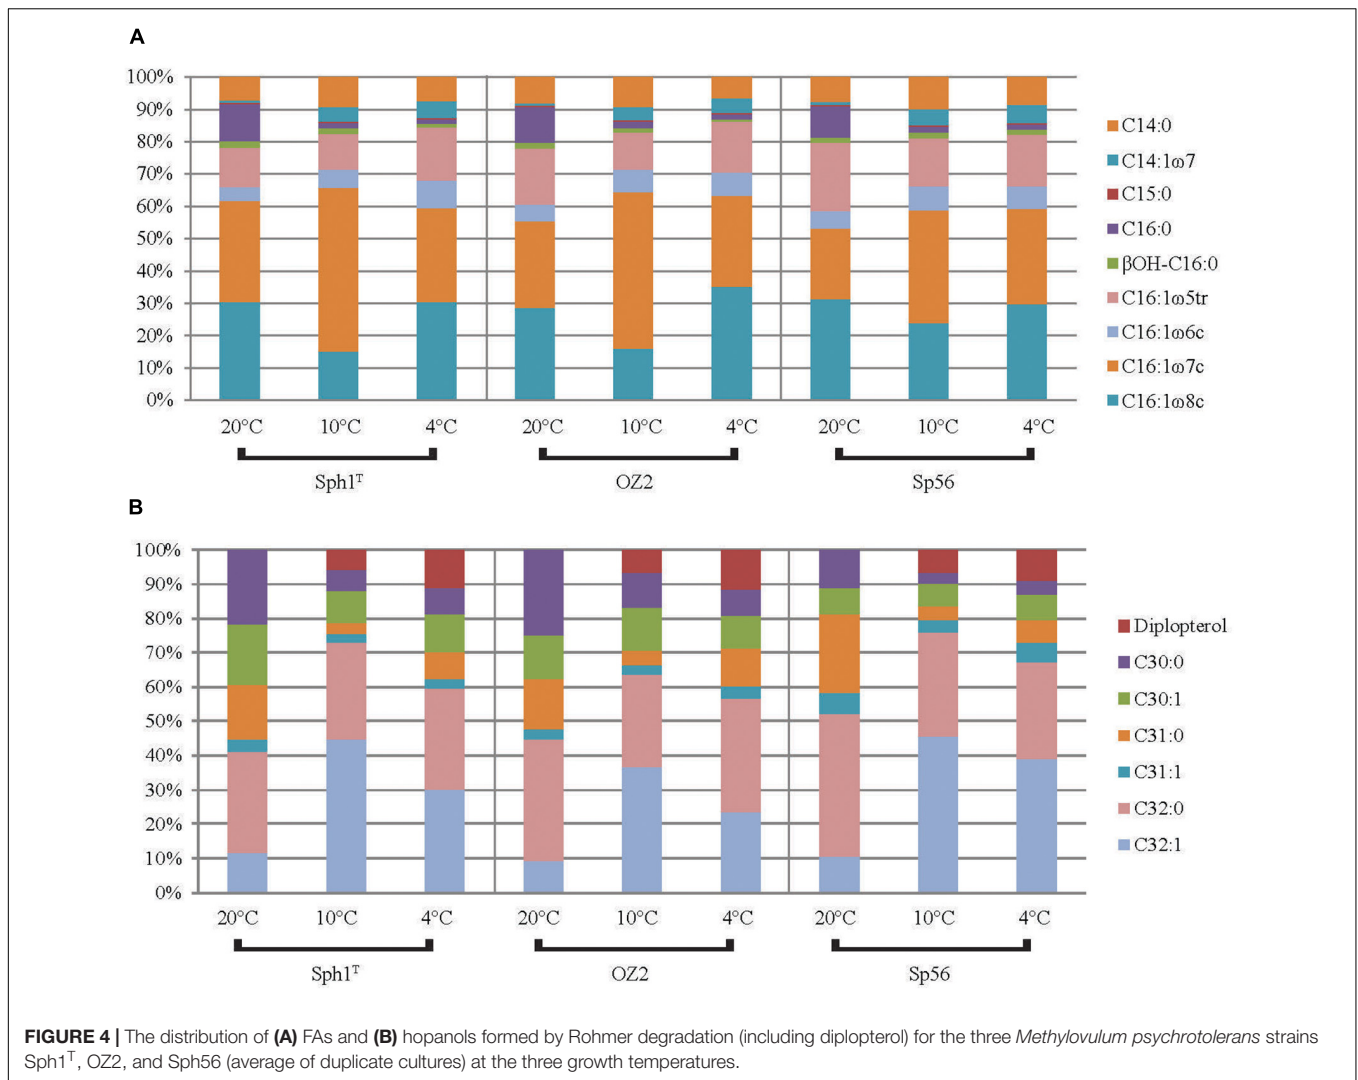 A
100%
90%
80%
70%
60%
50%
40%
30%
20%
10%
0%
20°C 10°C 4°C 20°C 10°C 4°C 20°C 10°C 4°C
Sph1ᵀ OZ2 Sp56
C14:0
C14:1ω7
C15:0
C16:0
βOH-C16:0
C16:1ω5tr
C16:1ω6c
C16:1ω7c
C16:1ω8c
B
100%
90%
80%
70%
60%
50%
40%
30%
20%
10%
0%
20°C 10°C 4°C 20°C 10°C 4°C 20°C 10°C 4°C
Sph1ᵀ OZ2 Sp56
Diplopterol
C30:0
C30:1
C31:0
C31:1
C32:0
C32:1
FIGURE 4 | The distribution of (A) FAs and (B) hopanols formed by Rohmer degradation (including diplopterol) for the three Methylovulum psychrotolerans strains
Sph1ᵀ, OZ2, and Sph56 (average of duplicate cultures) at the three growth temperatures.